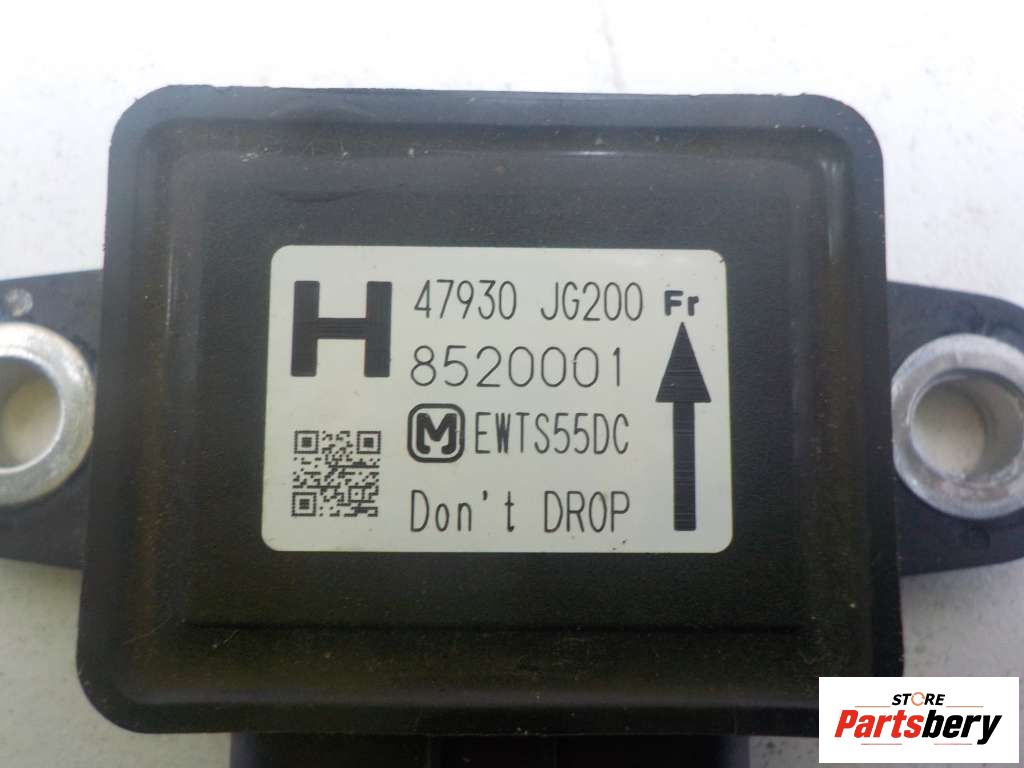 H 47930 JG200 Fr
8520001
M EWTS55DC
Don't DROP
STORE
Partsbery